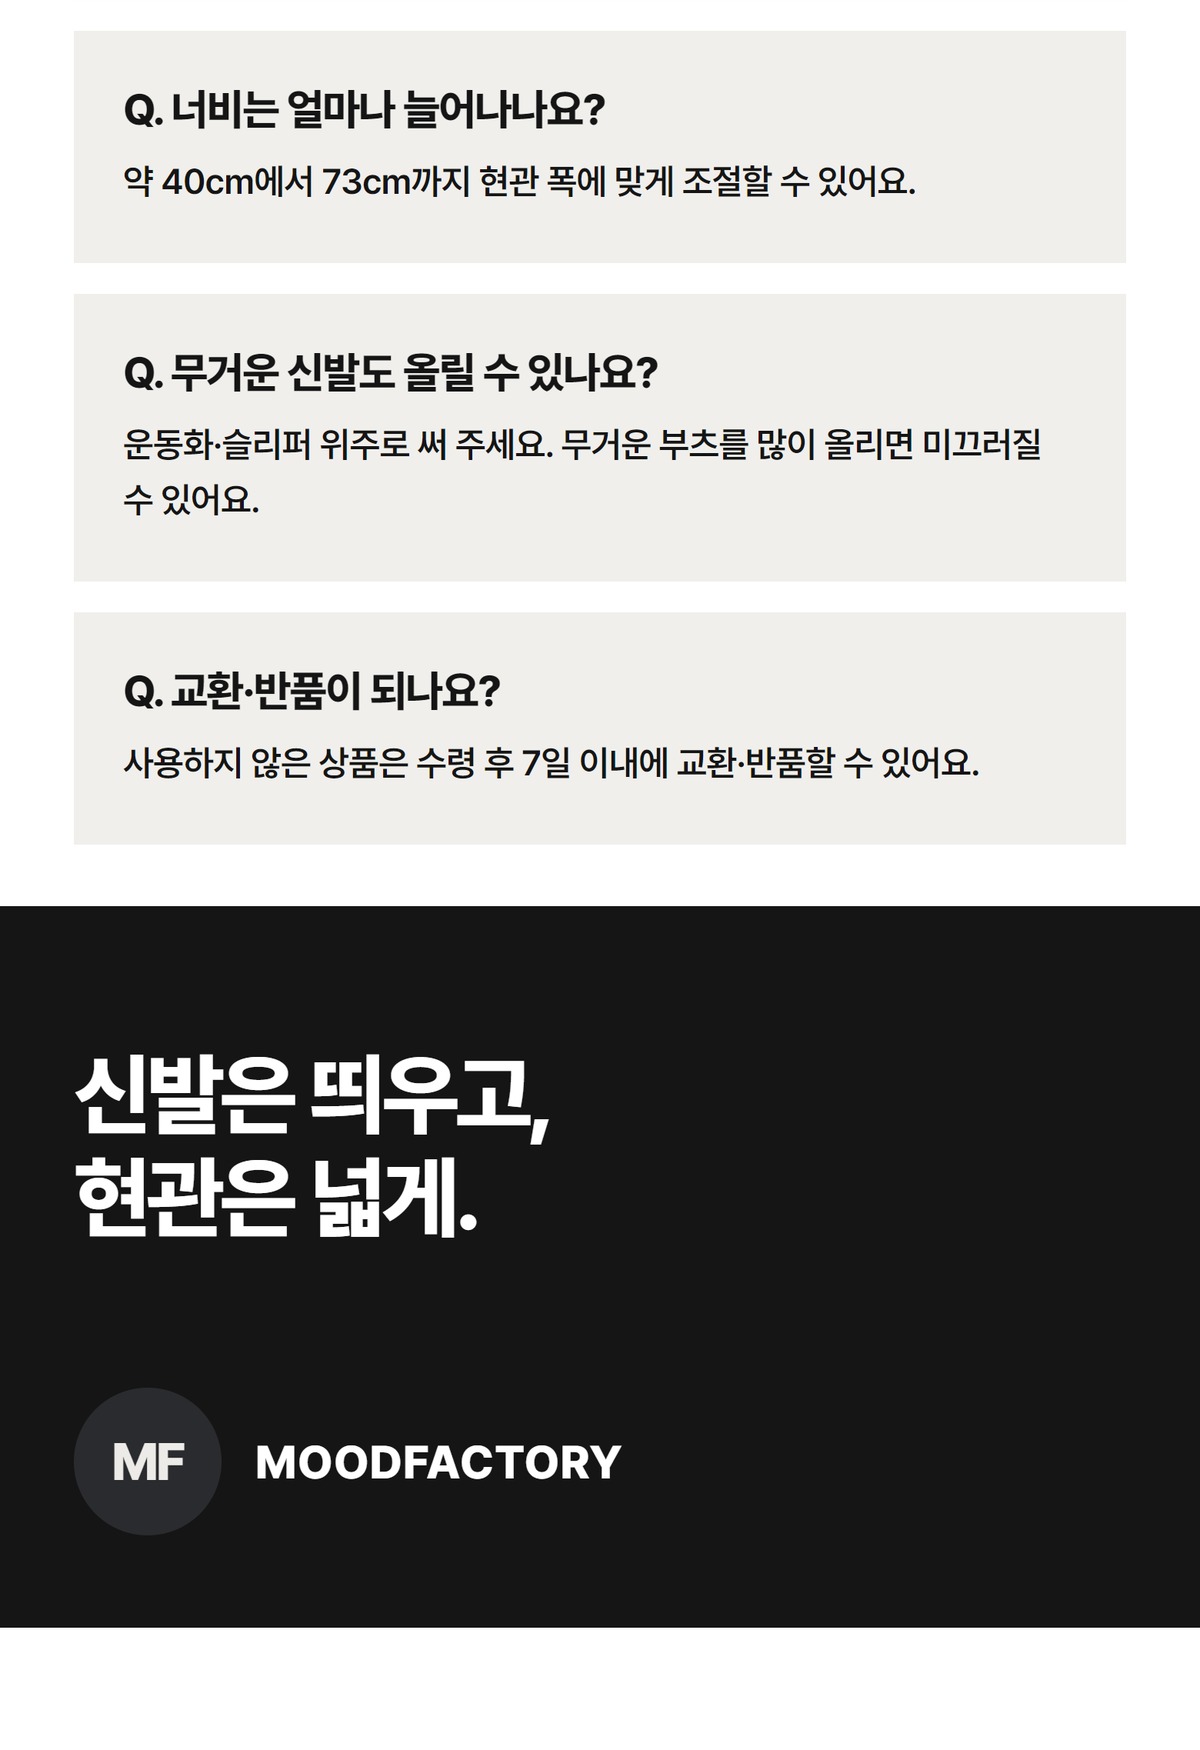 Q. 너비는 얼마나 늘어나나요?
약 40cm에서 73cm까지 현관 폭에 맞게 조절할 수 있어요.
Q. 무거운 신발도 올릴 수 있나요?
운동화·슬리퍼 위주로 써 주세요. 무거운 부츠를 많이 올리면 미끄러질
수 있어요.
Q. 교환·반품이 되나요?
사용하지 않은 상품은 수령 후 7일 이내에 교환·반품할 수 있어요.
신발은 띄우고,
현관은 넓게.
MF
MOODFACTORY